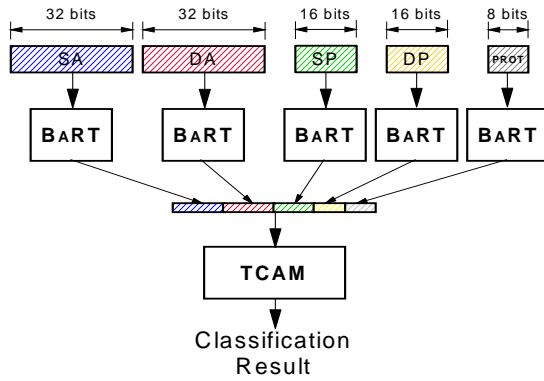 32 bits 32 bits 16 bits 16 bits 8 bits
SA DA SP DP PROT
BART BART BART BART BART
TCAM
Classification
Result